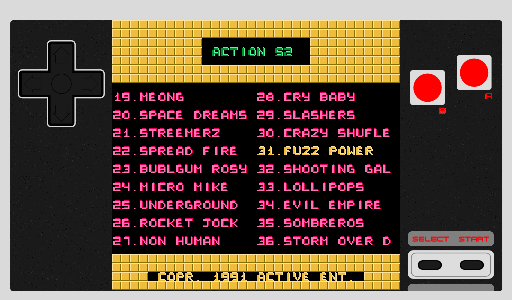 ACTION 52
19.MEONG
20.SPACE DREAMS
21.STREEMERZ
22.SPREAD FIRE
23.BUBLGUM ROSY
24.MICRO MIKE
25.UNDERGROUND
26.ROCKET JOCK
27.NON HUMAN
28.CRY BABY
29.SLASHERS
30.CRAZY SHUFLE
31.FUZZ POWER
32.SHOOTING GAL
33.LOLLIPOPS
34.EVIL EMPIRE
35.SOMBREROS
36.STORM OVER D
COPR. 1991 ACTIVE ENT.
A
B
SELECT START